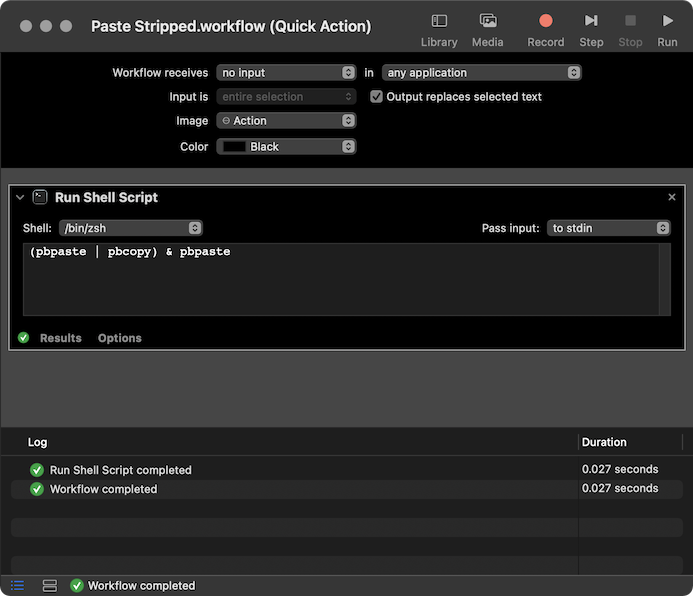 Paste Stripped.workflow (Quick Action)
Library
Media
Record
Step
Stop
Run
Workflow receives no input in any application
Input is entire selection Output replaces selected text
Image Action
Color Black
Run Shell Script
Shell: /bin/zsh Pass input: to stdin
(pbpaste | pbcopy) & pbpaste
Results Options
Log Duration
Run Shell Script completed 0.027 seconds
Workflow completed 0.027 seconds
Workflow completed